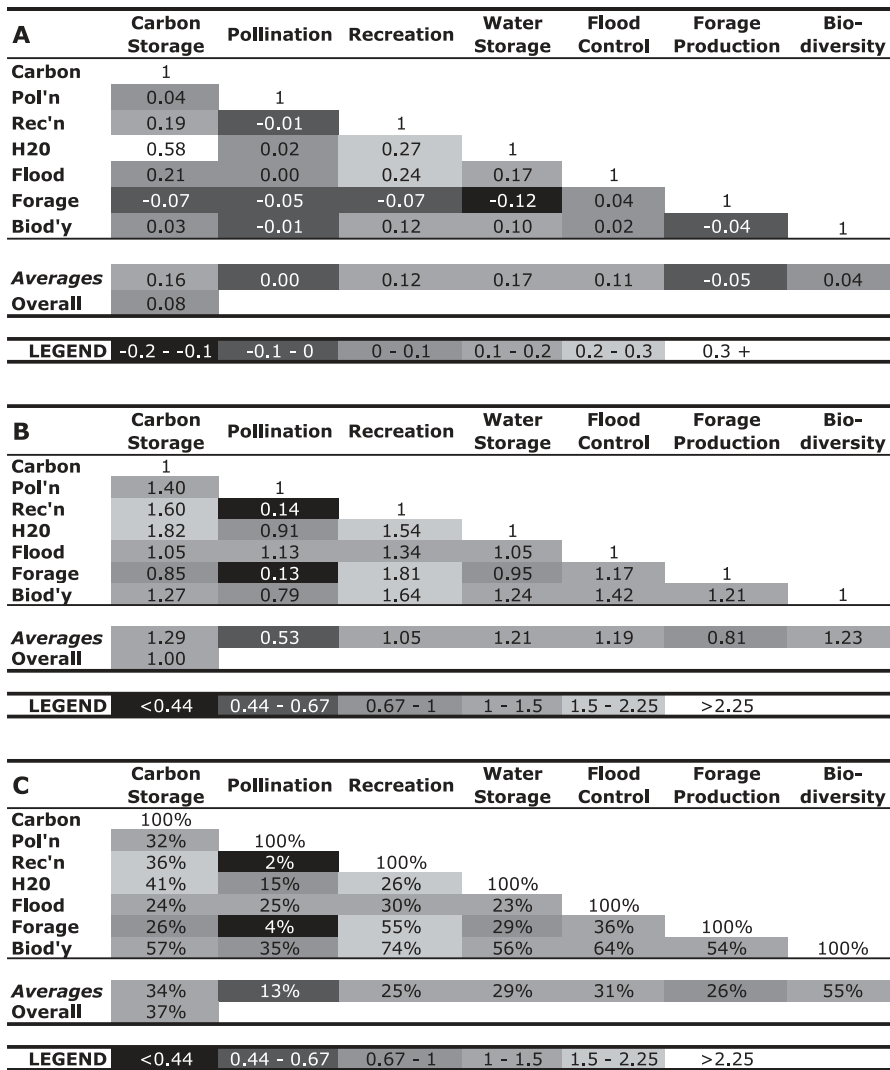 A Carbon Storage Pollination Recreation Water Storage Flood Control Forage Production Bio-diversity
Carbon 1
Pol'n 0.04 1
Rec'n 0.19 -0.01 1
H20 0.58 0.02 0.27 1
Flood 0.21 0.00 0.24 0.17 1
Forage -0.07 -0.05 -0.07 -0.12 0.04 1
Biod'y 0.03 -0.01 0.12 0.10 0.02 -0.04 1
Averages 0.16 0.00 0.12 0.17 0.11 -0.05 0.04
Overall 0.08
LEGEND -0.2 - -0.1 -0.1 - 0 0 - 0.1 0.1 - 0.2 0.2 - 0.3 0.3 +
B Carbon Storage Pollination Recreation Water Storage Flood Control Forage Production Bio-diversity
Carbon 1
Pol'n 1.40 1
Rec'n 1.60 0.14 1
H20 1.82 0.91 1.54 1
Flood 1.05 1.13 1.34 1.05 1
Forage 0.85 0.13 1.81 0.95 1.17 1
Biod'y 1.27 0.79 1.64 1.24 1.42 1.21 1
Averages 1.29 0.53 1.05 1.21 1.19 0.81 1.23
Overall 1.00
LEGEND <0.44 0.44 - 0.67 0.67 - 1 1 - 1.5 1.5 - 2.25 >2.25
C Carbon Storage Pollination Recreation Water Storage Flood Control Forage Production Bio-diversity
Carbon 100%
Pol'n 32% 100%
Rec'n 36% 2% 100%
H20 41% 15% 26% 100%
Flood 24% 25% 30% 23% 100%
Forage 26% 4% 55% 29% 36% 100%
Biod'y 57% 35% 74% 56% 64% 54% 100%
Averages 34% 13% 25% 29% 31% 26% 55%
Overall 37%
LEGEND <0.44 0.44 - 0.67 0.67 - 1 1 - 1.5 1.5 - 2.25 >2.25